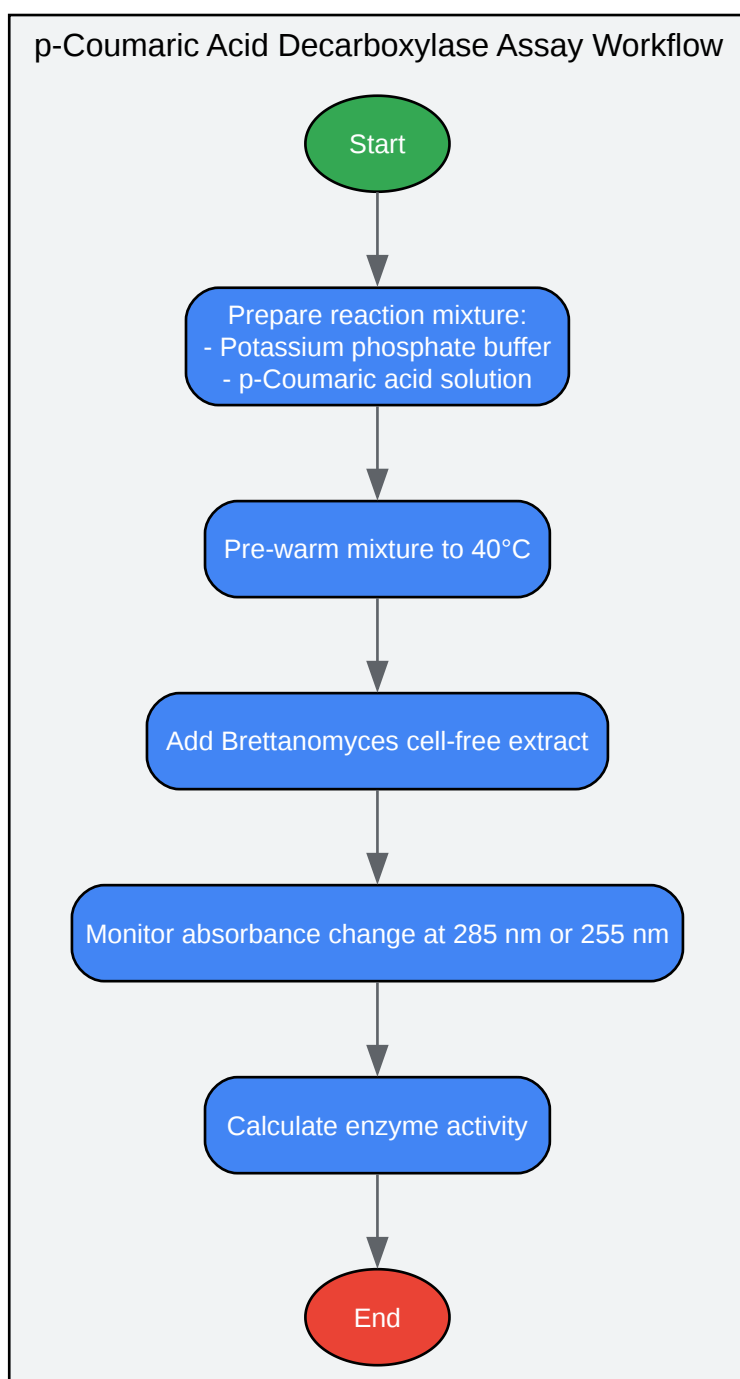 p-Coumaric Acid Decarboxylase Assay Workflow
Start
Prepare reaction mixture:
- Potassium phosphate buffer
- p-Coumaric acid solution
Pre-warm mixture to 40°C
Add Brettanomyces cell-free extract
Monitor absorbance change at 285 nm or 255 nm
Calculate enzyme activity
End